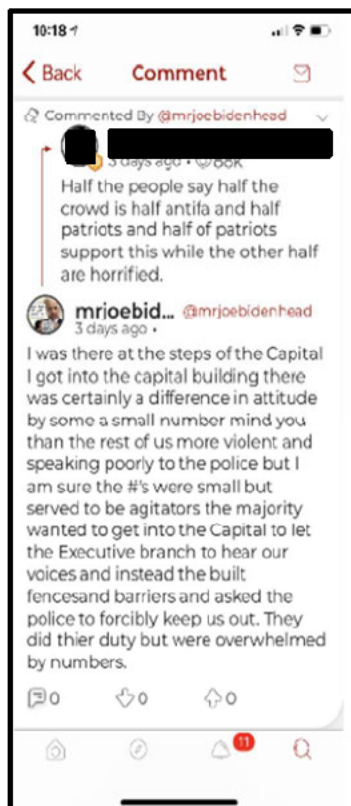 10:18
Back Comment
Commented By @mrjoebidenhead
3 days ago •
Half the people say half the
crowd is half antifa and half
patriots and half of patriots
support this while the other half
are horrified.
mrjoebid... @mrjoebidenhead
3 days ago •
I was there at the steps of the Capital
I got into the capital building there
was certainly a difference in attitude
by some a small number mind you
than the rest of us more violent and
speaking poorly to the police but I
am sure the #'s were small but
served to be agitators the majority
wanted to get into the Capital to let
the Executive branch to hear our
voices and instead the built
fencesand barriers and asked the
police to forcibly keep us out. They
did thier duty but were overwhelmed
by numbers.
0 0 0
11